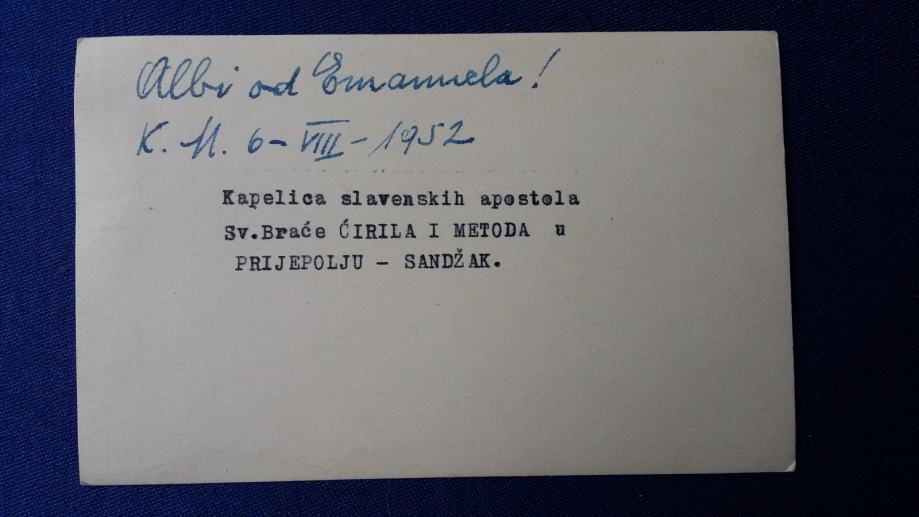 Albi od Emanuela!
K. M. 6-VIII-1952
Kapelica slavenskih apostola
Sv.Braće ĆIRILA I METODA u
PRIJEPOLJU - SANDŽAK.